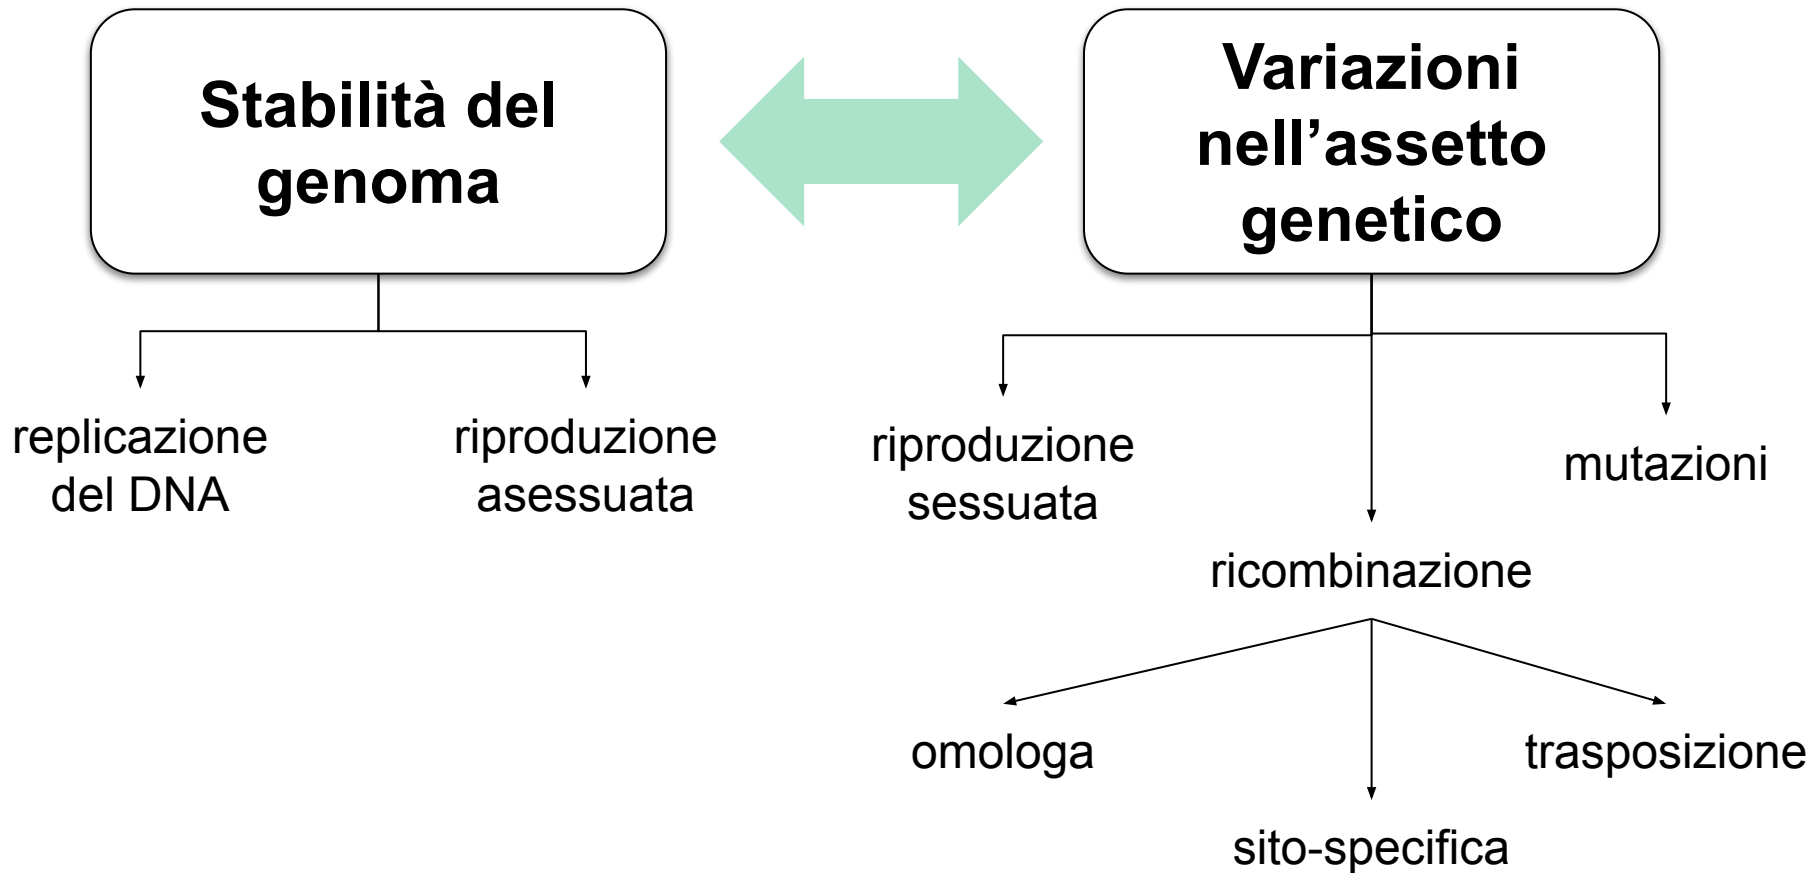 Stabilità del
genoma
Variazioni
nell’assetto
genetico
replicazione
del DNA
riproduzione
asessuata
riproduzione
sessuata
mutazioni
ricombinazione
omologa
trasposizione
sito-specifica